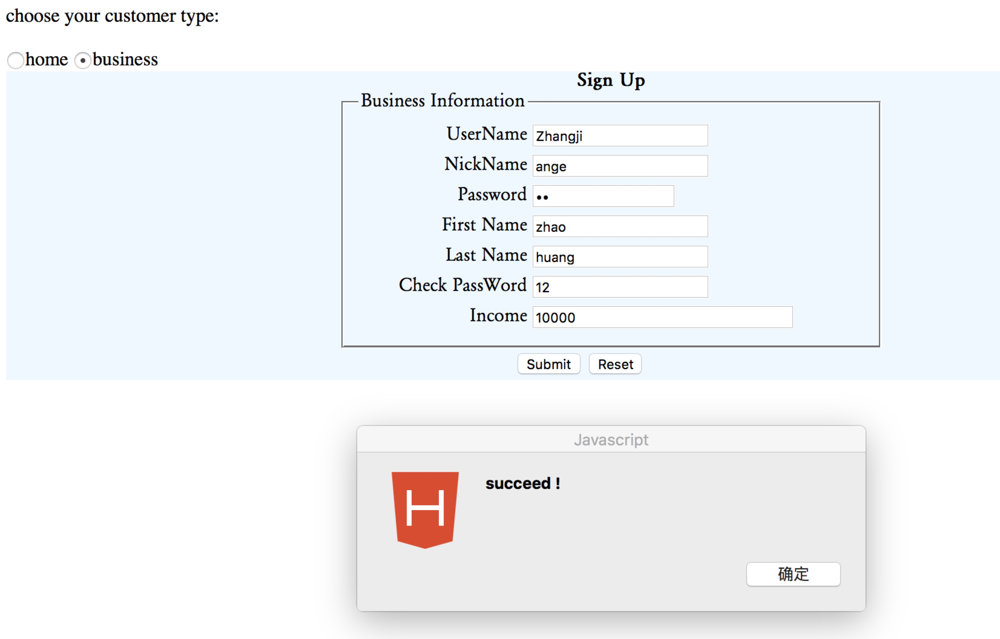 choose your customer type:
home business
Sign Up
Business Information
UserName Zhangji
NickName ange
Password ••
First Name zhao
Last Name huang
Check PassWord 12
Income 10000
Submit Reset
Javascript
H
succeed !
确定